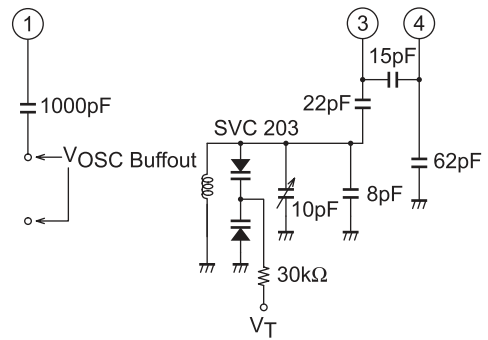 1
3
4
15pF
1000pF
22pF
SVC 203
VOSC Buffout
62pF
10pF
8pF
30kΩ
VT